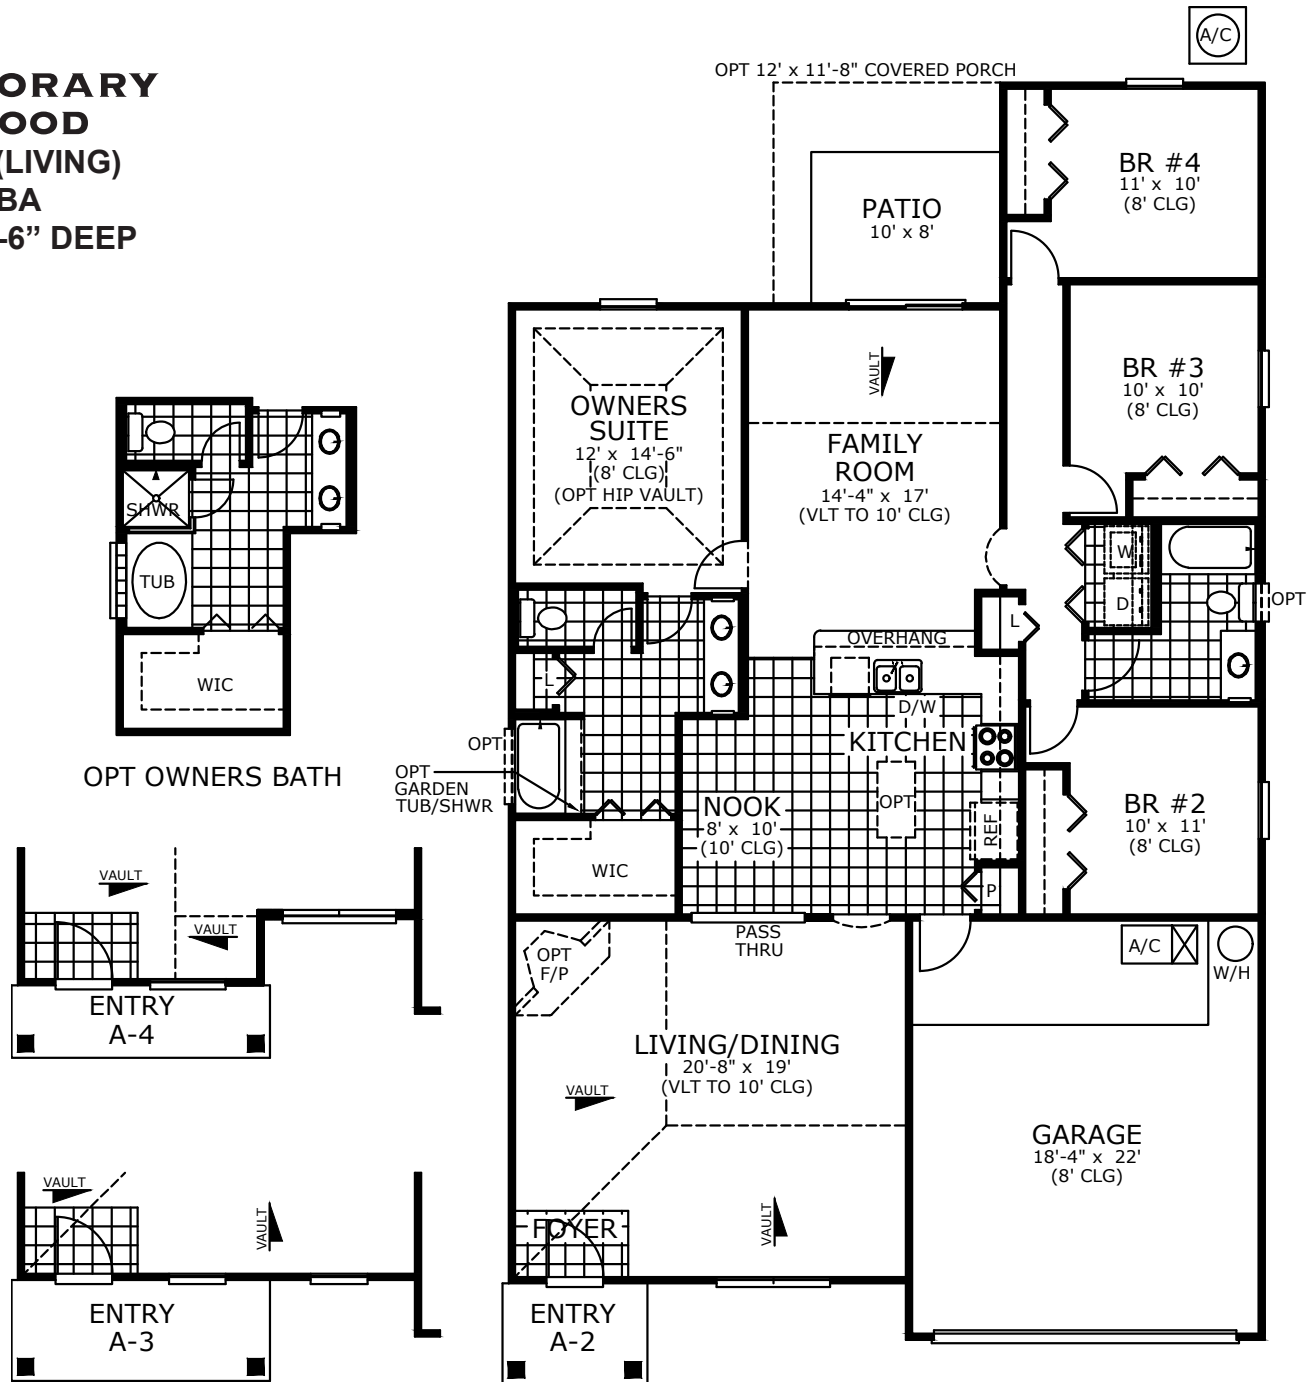 ORARY
OOD
(LIVING)
BA
-6” DEEP
A/C
OPT 12' x 11'-8" COVERED PORCH
BR #4
11' x 10'
(8' CLG)
PATIO
10' x 8'
VAULT
BR #3
10' x 10'
(8' CLG)
OWNERS
SUITE
12' x 14'-6"
(8' CLG)
(OPT HIP VAULT)
FAMILY
ROOM
14'-4" x 17'
(VLT TO 10' CLG)
SHWR
TUB
WIC
OPT OWNERS BATH
W
D
OPT
L
OVERHANG
L
D/W
KITCHEN
OPT
OPT
GARDEN
TUB/SHWR
OPT
NOOK
8' x 10'
(10' CLG)
REF
BR #2
10' x 11'
(8' CLG)
WIC
P
VAULT
VAULT
PASS
THRU
OPT
F/P
A/C
W/H
ENTRY
A-4
LIVING/DINING
20'-8" x 19'
(VLT TO 10' CLG)
VAULT
GARAGE
18'-4" x 22'
(8' CLG)
VAULT
VAULT
FOYER
VAULT
ENTRY
A-3
ENTRY
A-2